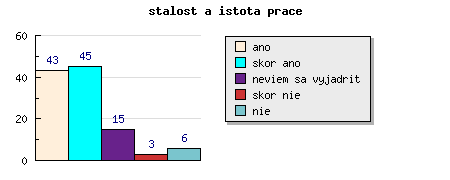 stalost a istota prace
60
40
20
0
43
45
15
3
6
ano
skor ano
neviem sa vyjadrit
skor nie
nie